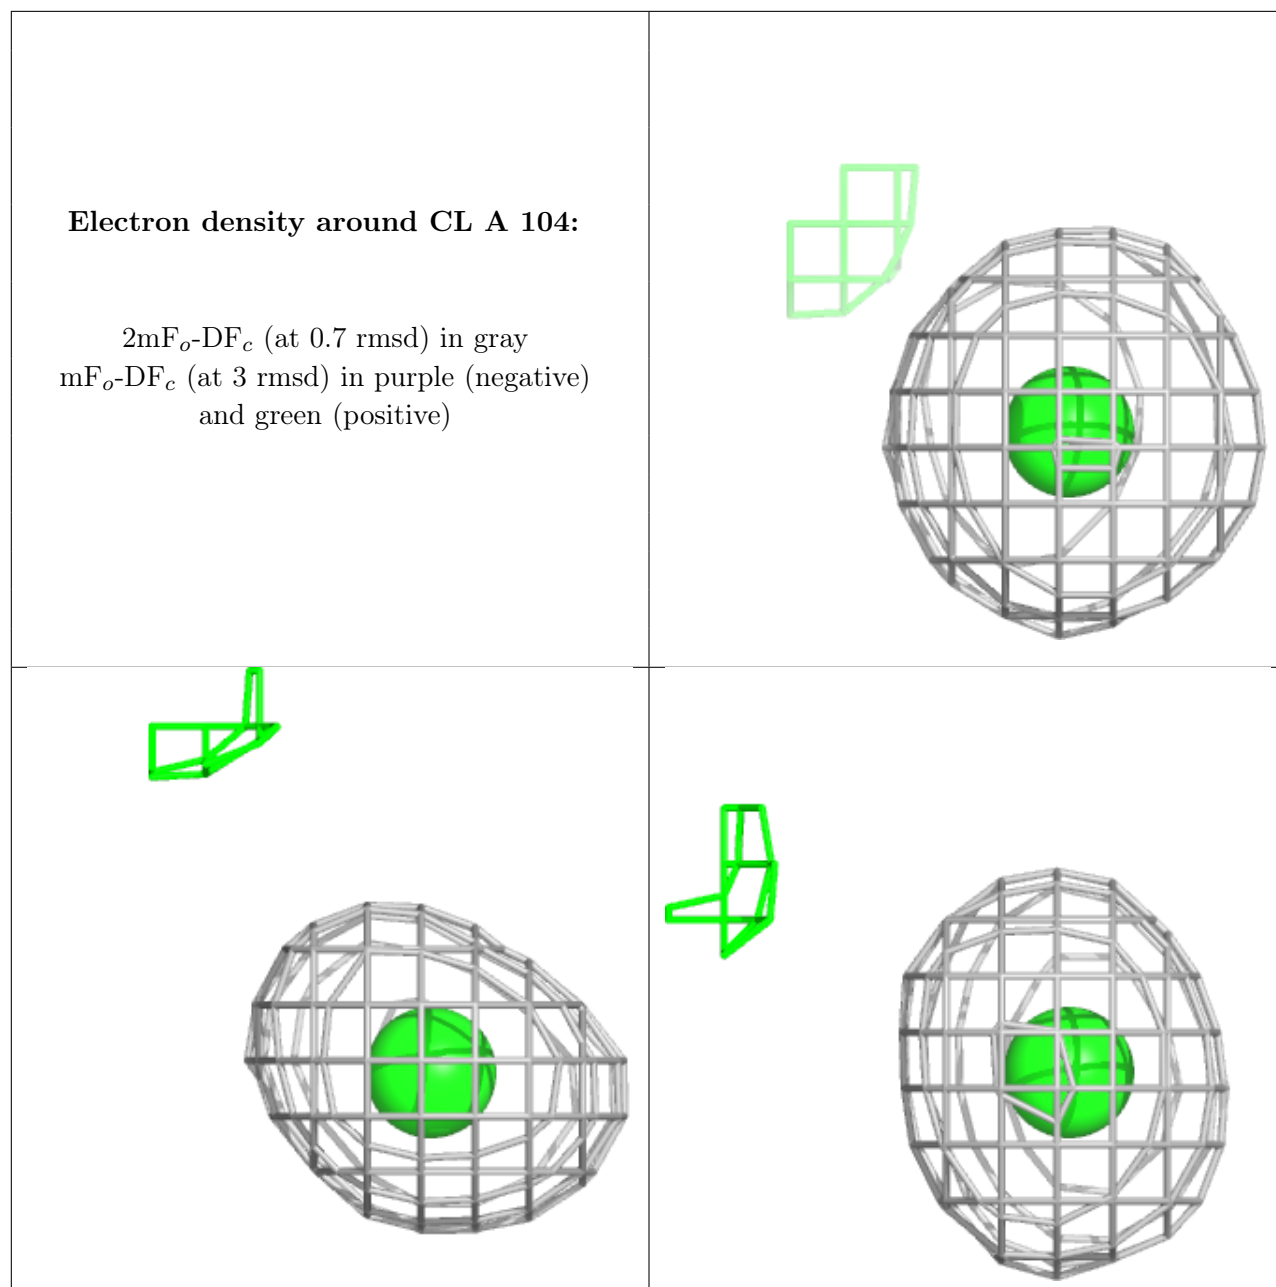 Electron density around CL A 104:
2mFo-DFc (at 0.7 rmsd) in gray
mFo-DFc (at 3 rmsd) in purple (negative)
and green (positive)